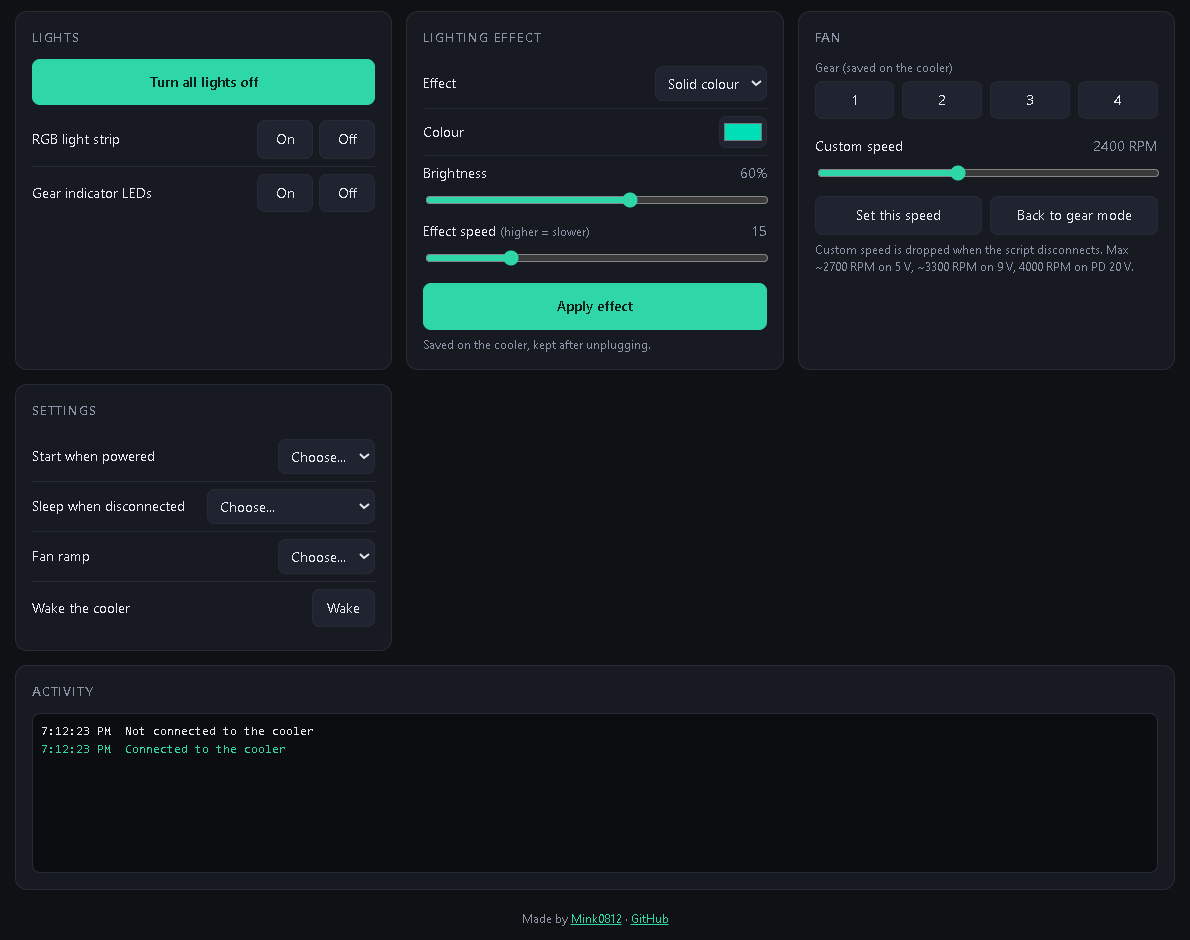 LIGHTS
Turn all lights off
RGB light strip
On
Off
Gear indicator LEDs
On
Off
LIGHTING EFFECT
Effect
Solid colour
Colour
Brightness
60%
Effect speed (higher = slower)
15
Apply effect
Saved on the cooler, kept after unplugging.
FAN
Gear (saved on the cooler)
1
2
3
4
Custom speed
2400 RPM
Set this speed
Back to gear mode
Custom speed is dropped when the script disconnects. Max
~2700 RPM on 5 V, ~3300 RPM on 9 V, 4000 RPM on PD 20 V.
SETTINGS
Start when powered
Choose...
Sleep when disconnected
Choose...
Fan ramp
Choose...
Wake the cooler
Wake
ACTIVITY
7:12:23 PM Not connected to the cooler
7:12:23 PM Connected to the cooler
Made by Mink0812 · GitHub